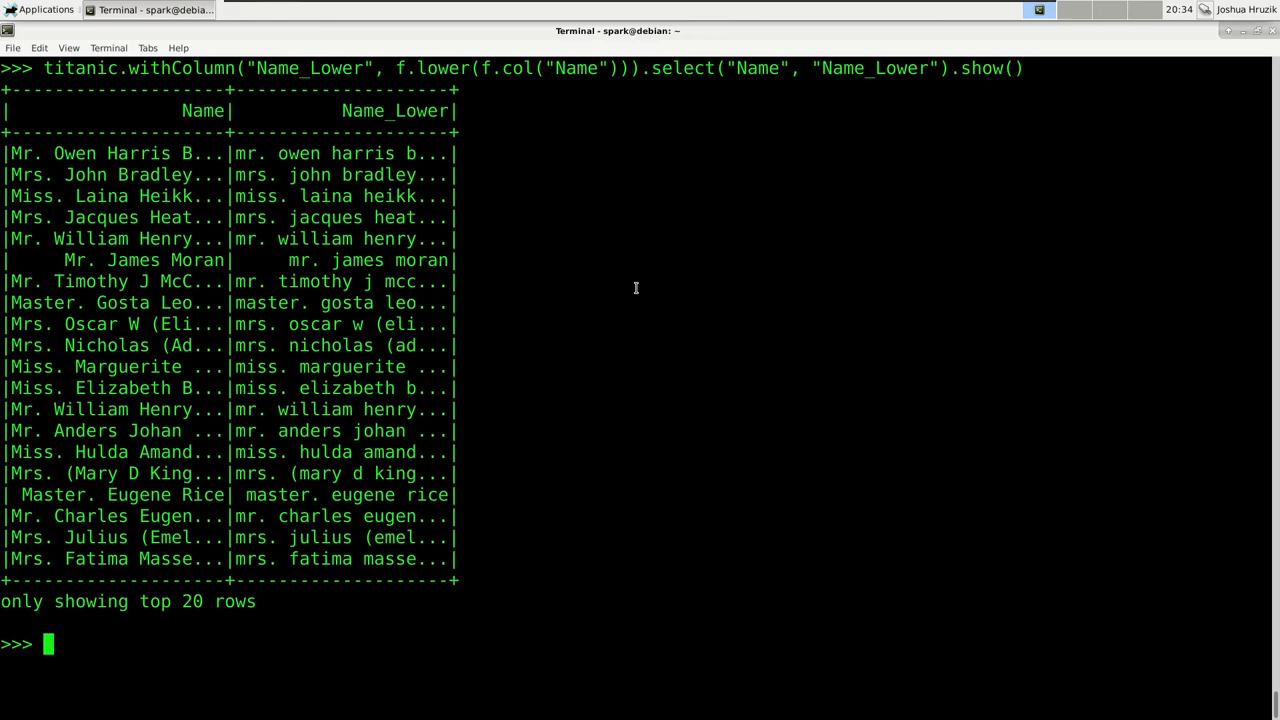 Applications Terminal - spark@debia... 20:34 Joshua Hruzik
Terminal - spark@debian: ~
File Edit View Terminal Tabs Help
>>> titanic.withColumn("Name_Lower", f.lower(f.col("Name"))).select("Name", "Name_Lower").show()
+--------------------+--------------------+
|                Name|          Name_Lower|
+--------------------+--------------------+
|Mr. Owen Harris B...|mr. owen harris b...|
|Mrs. John Bradley...|mrs. john bradley...|
|Miss. Laina Heikk...|miss. laina heikk...|
|Mrs. Jacques Heat...|mrs. jacques heat...|
|Mr. William Henry...|mr. william henry...|
|     Mr. James Moran|     mr. james moran|
|Mr. Timothy J McC...|mr. timothy j mcc...|
|Master. Gosta Leo...|master. gosta leo...|
|Mrs. Oscar W (Eli...|mrs. oscar w (eli...|
|Mrs. Nicholas (Ad...|mrs. nicholas (ad...|
|Miss. Marguerite ...|miss. marguerite ...|
|Miss. Elizabeth B...|miss. elizabeth b...|
|Mr. William Henry...|mr. william henry...|
|Mr. Anders Johan ...|mr. anders johan ...|
|Miss. Hulda Amand...|miss. hulda amand...|
|Mrs. (Mary D King...|mrs. (mary d king...|
| Master. Eugene Rice| master. eugene rice|
|Mr. Charles Eugen...|mr. charles eugen...|
|Mrs. Julius (Emel...|mrs. julius (emel...|
|Mrs. Fatima Masse...|mrs. fatima masse...|
+--------------------+--------------------+
only showing top 20 rows
>>>